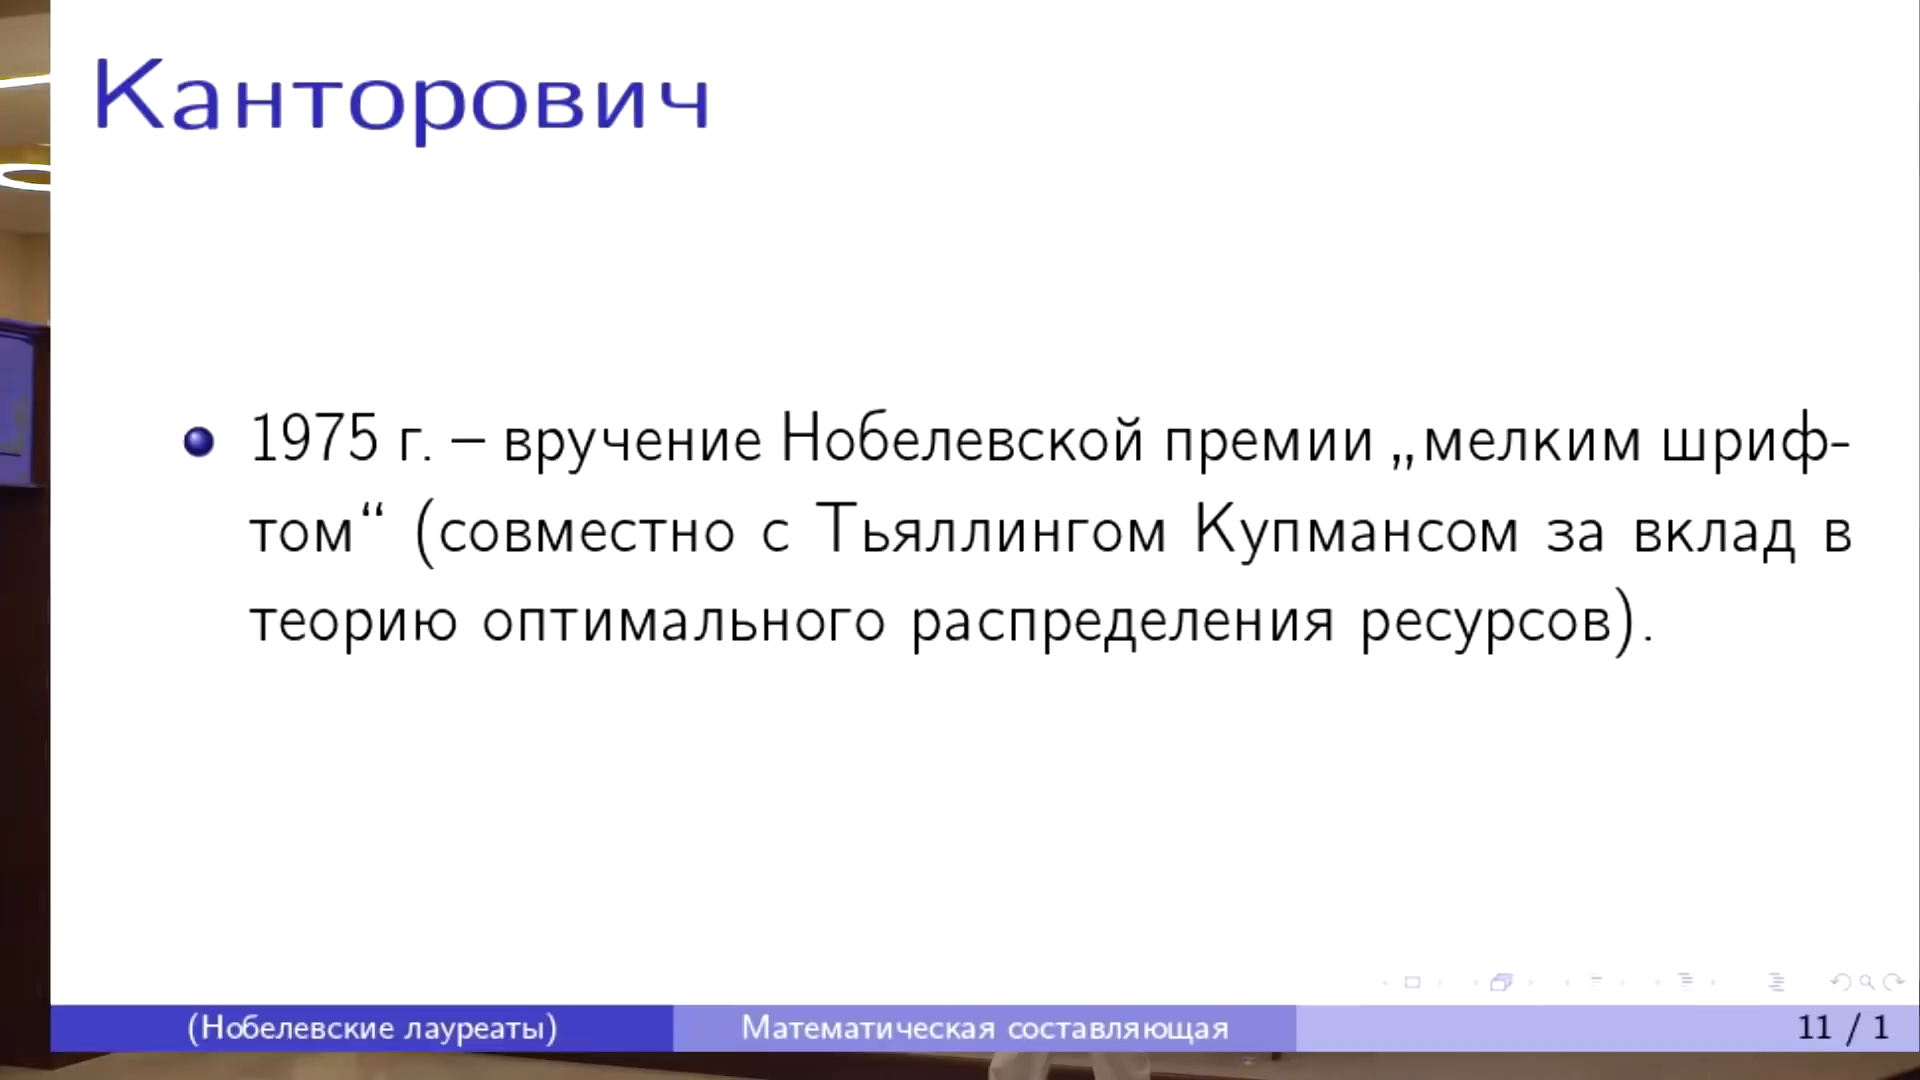 Канторович
1975 г. – вручение Нобелевской премии „мелким шриф-
том“ (совместно с Тьяллингом Купмансом за вклад в
теорию оптимального распределения ресурсов).
(Нобелевские лауреаты)
Математическая составляющая
11 / 1